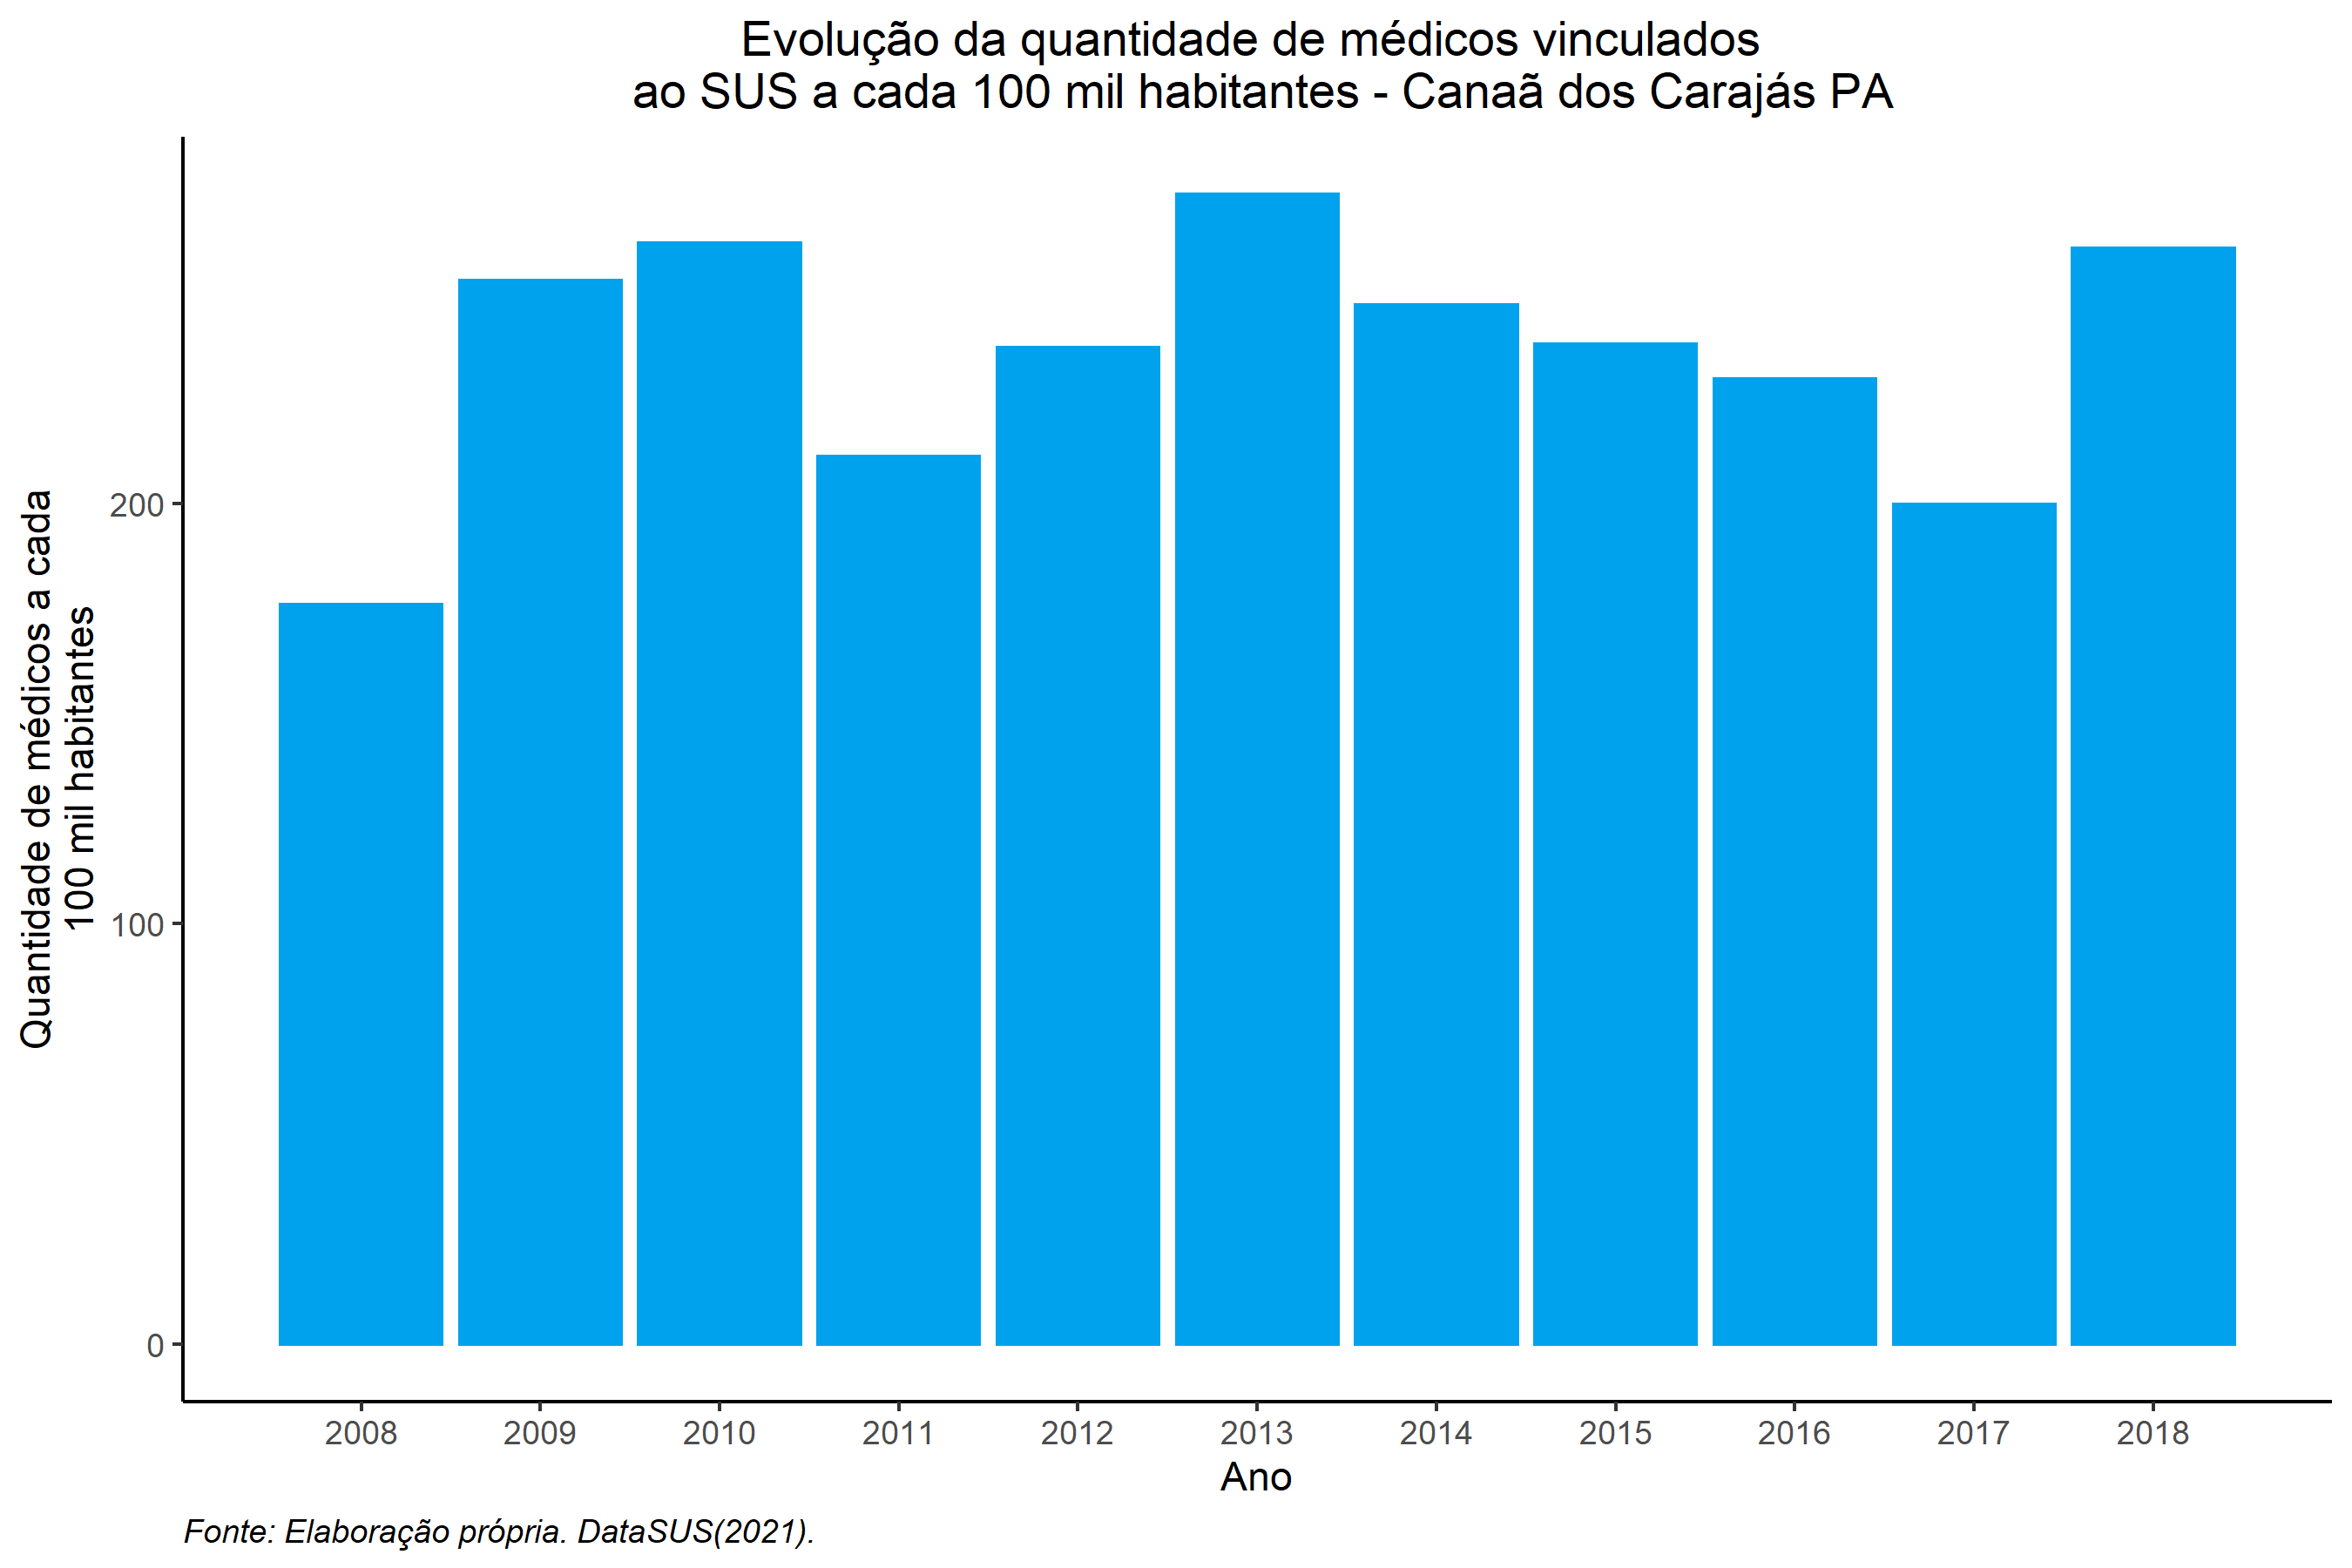 Evolução da quantidade de médicos vinculados
ao SUS a cada 100 mil habitantes - Canaã dos Carajás PA
Quantidade de médicos a cada
100 mil habitantes
200
100
0
2008 2009 2010 2011 2012 2013 2014 2015 2016 2017 2018
Ano
Fonte: Elaboração própria. DataSUS(2021).